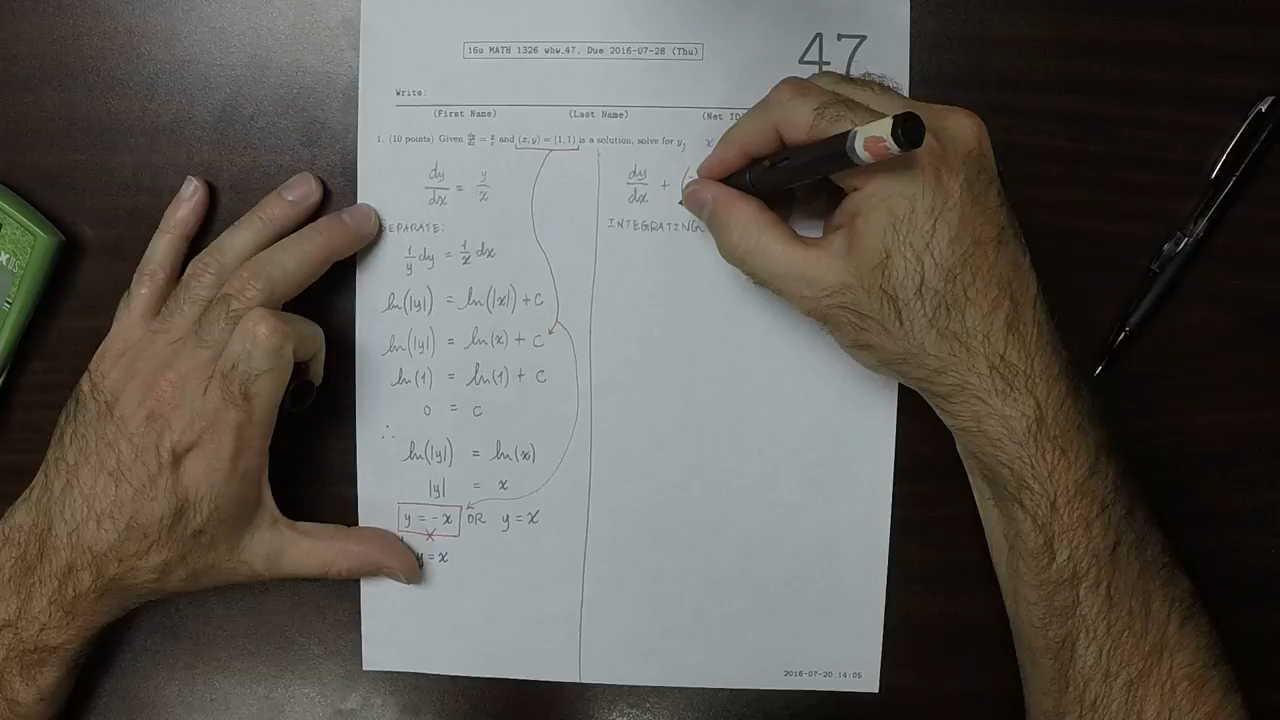 16u MATH 1326 whw.47, Due 2016-07-28 (Thu)
47
Write:
(First Name) (Last Name) (Net ID
1. (10 points) Given dy/dx = y/x and (x, y) = (1, 1) is a solution, solve for y, x
dy/dx = y/x
SEPARATE:
1/y dy = 1/x dx
ln(|y|) = ln(|x|) + C
ln(|y|) = ln(x) + C
ln(1) = ln(1) + C
0 = C
∴
ln(|y|) = ln(x)
|y| = x
y = -x OR y = x
x
y = x
dy/dx + (-
INTEGRATING
2016-07-20 14:05